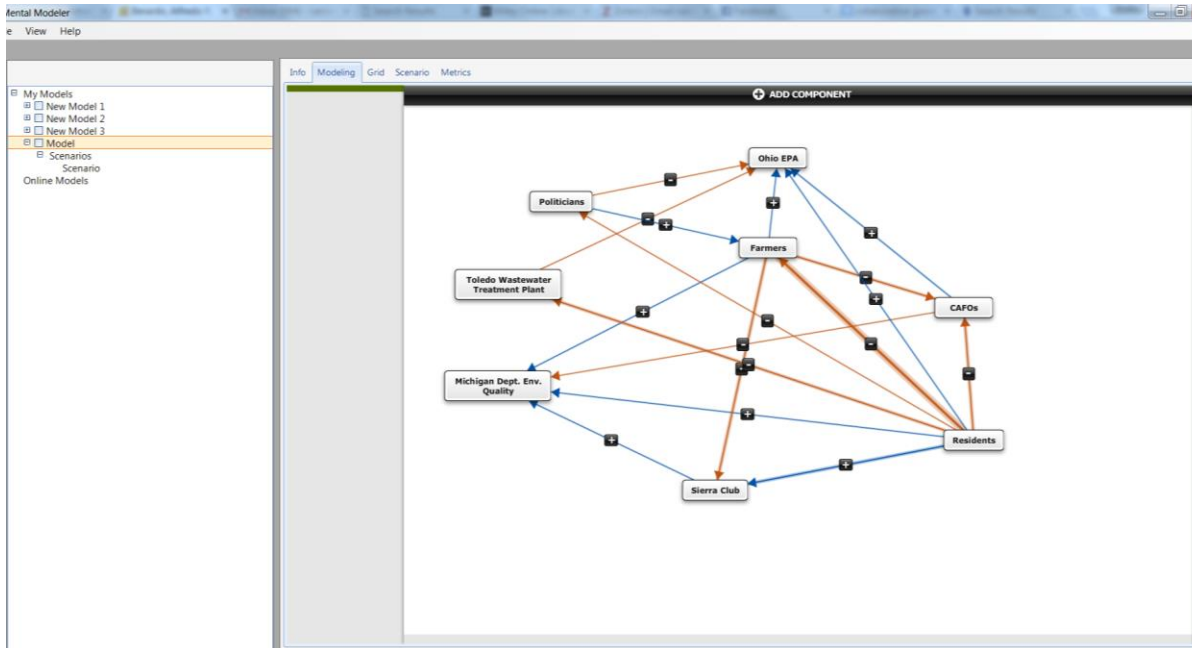 Mental Modeler
View Help
Info Modeling Grid Scenario Metrics
My Models
New Model 1
New Model 2
New Model 3
Model
Scenarios
Scenario
Online Models
ADD COMPONENT
Ohio EPA
Politicians
Farmers
Toledo Wastewater
Treatment Plant
CAFOs
Michigan Dept. Env.
Quality
Residents
Sierra Club